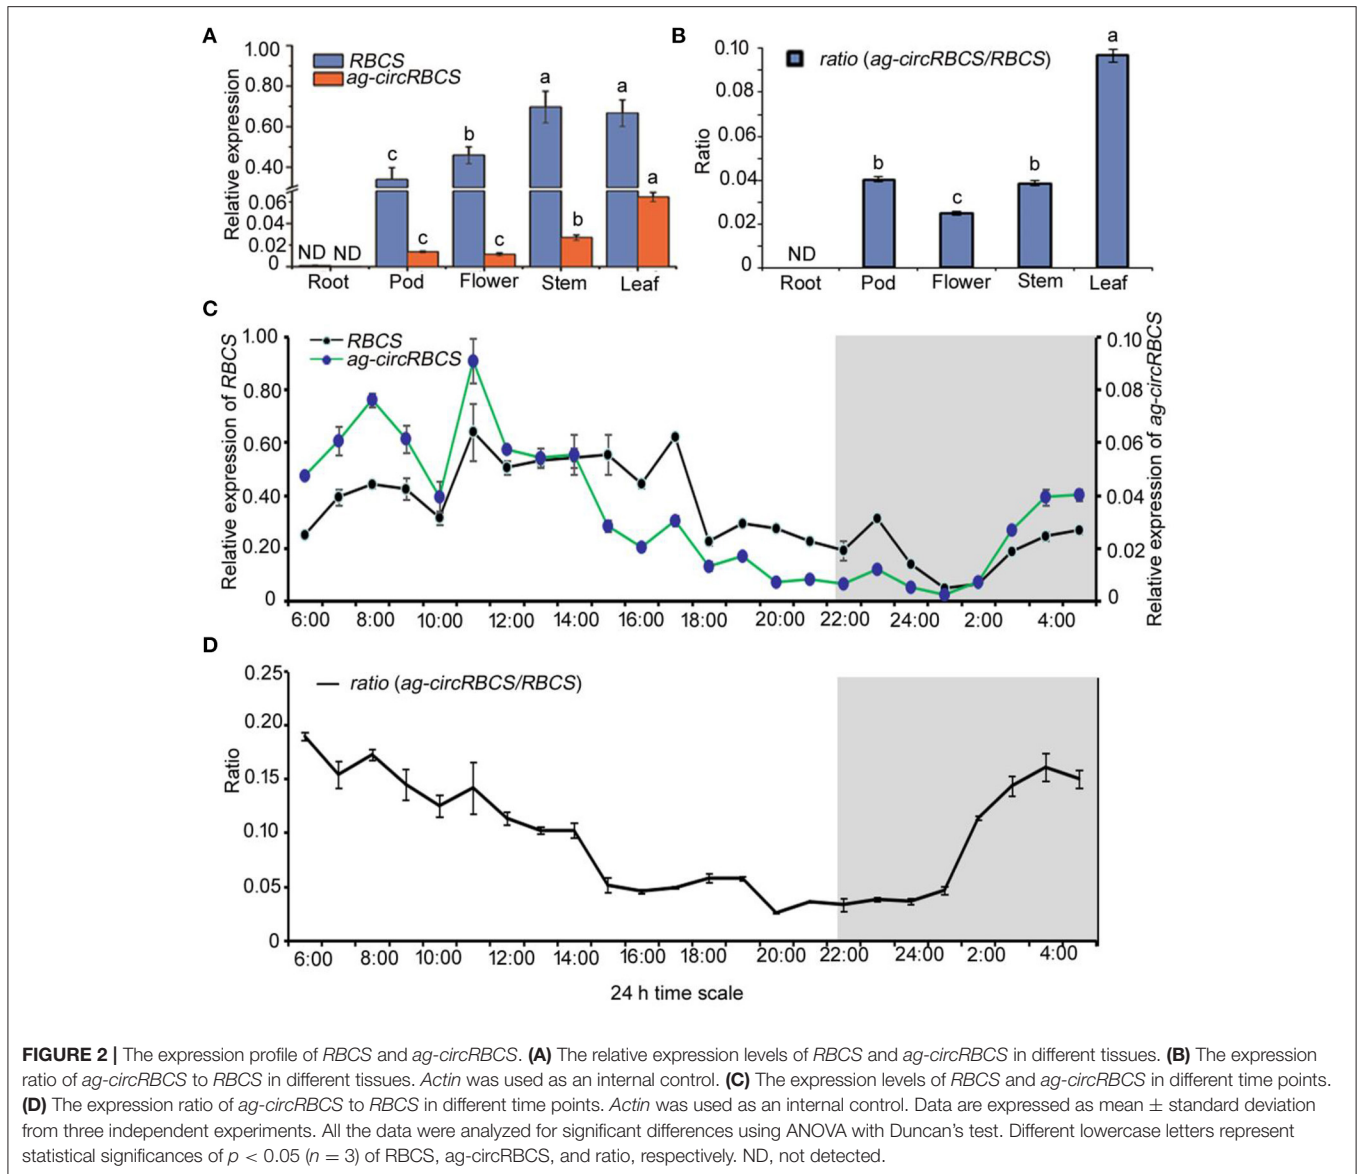 A
1.00
0.80
0.60
0.40
0.06
0.02
0
Relative expression
RBCS
ag-circRBCS
ND ND
c
c
b
c
a
b
a
a
Root Pod Flower Stem Leaf
B
0.10
0.08
0.06
0.04
0.02
0
Ratio
ratio (ag-circRBCS/RBCS)
ND
b
c
b
a
Root Pod Flower Stem Leaf
C
1.00
0.80
0.60
0.40
0.20
0
Relative expression of RBCS
RBCS
ag-circRBCS
0.10
0.08
0.06
0.04
0.02
0
Relative expression of ag-circRBCS
6:00 8:00 10:00 12:00 14:00 16:00 18:00 20:00 22:00 24:00 2:00 4:00
D
0.25
0.20
0.15
0.10
0.05
0
Ratio
ratio (ag-circRBCS/RBCS)
6:00 8:00 10:00 12:00 14:00 16:00 18:00 20:00 22:00 24:00 2:00 4:00
24 h time scale
FIGURE 2 | The expression profile of RBCS and ag-circRBCS. (A) The relative expression levels of RBCS and ag-circRBCS in different tissues. (B) The expression
ratio of ag-circRBCS to RBCS in different tissues. Actin was used as an internal control. (C) The expression levels of RBCS and ag-circRBCS in different time points.
(D) The expression ratio of ag-circRBCS to RBCS in different time points. Actin was used as an internal control. Data are expressed as mean ± standard deviation
from three independent experiments. All the data were analyzed for significant differences using ANOVA with Duncan's test. Different lowercase letters represent
statistical significances of p < 0.05 (n = 3) of RBCS, ag-circRBCS, and ratio, respectively. ND, not detected.